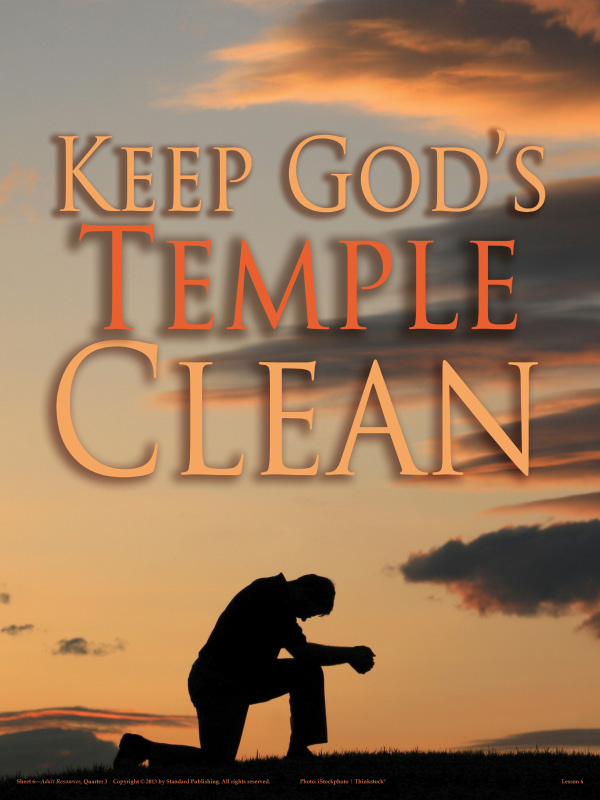 Keep God's
Temple
Clean
Sheet 6—Adult Resources, Quarter 3 Copyright © 2013 by Standard Publishing. All rights reserved. Photo: iStockphoto | Thinkstock® Lesson 6